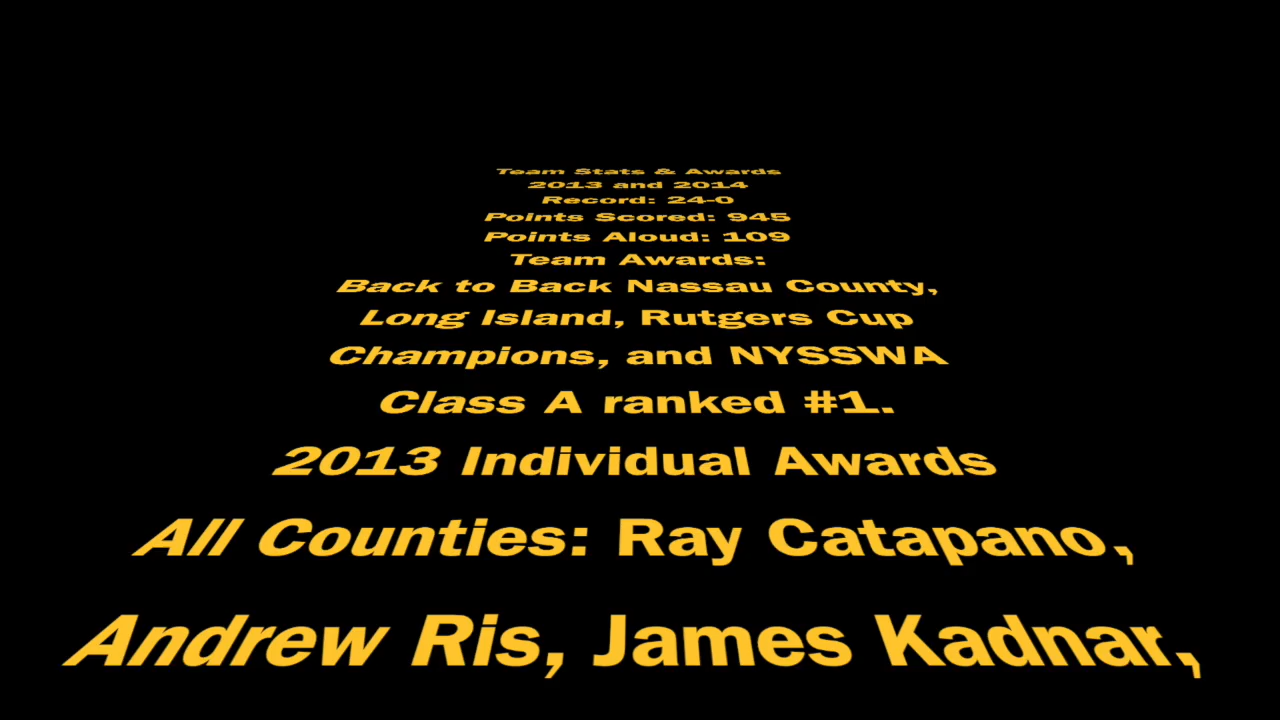 Team Stats & Awards
2013 and 2014
Record: 24-0
Points Scored: 945
Points Aloud: 109
Team Awards:
Back to Back Nassau County,
Long Island, Rutgers Cup
Champions, and NYSSWA
Class A ranked #1.
2013 Individual Awards
All Counties: Ray Catapano,
Andrew Ris, James Kadnar,